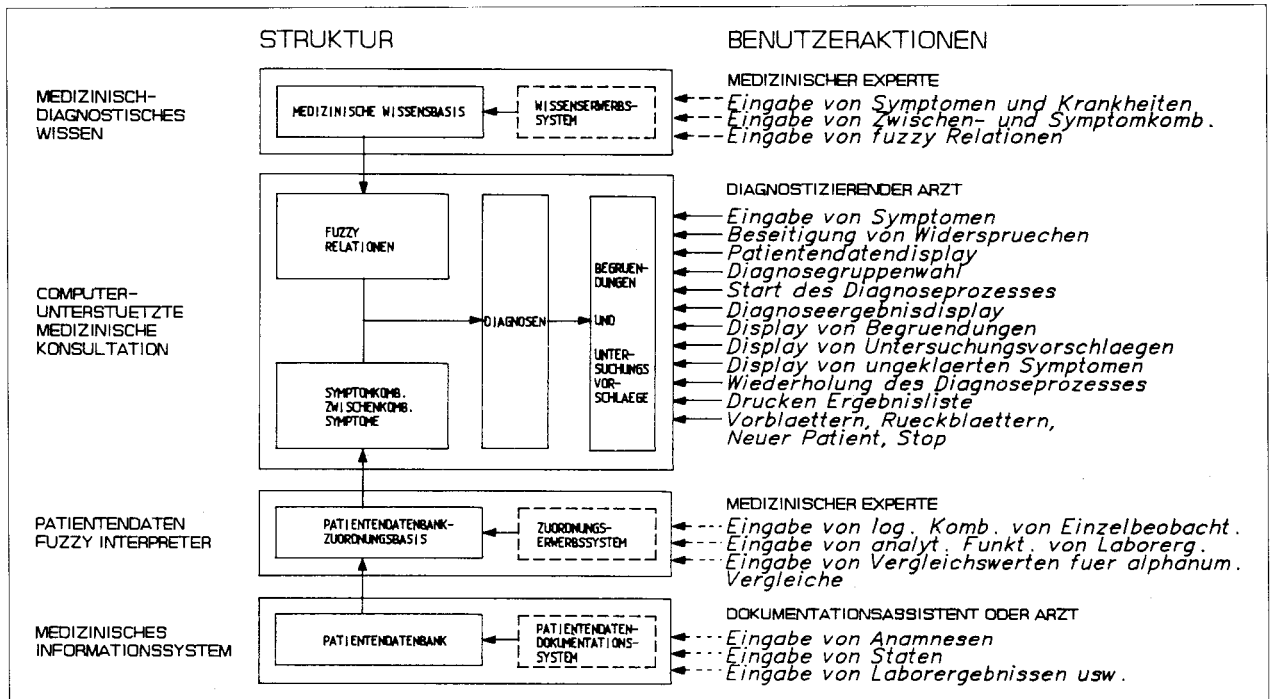 STRUKTUR
BENUTZERAKTIONEN
MEDIZINISCH-
DIAGNOSTISCHES
WISSEN
MEDIZINISCHE WISSENSBASIS
WISSENSERWERBS-
SYSTEM
MEDIZINISCHER EXPERTE
Eingabe von Symptomen und Krankheiten
Eingabe von Zwischen- und Symptomkomb.
Eingabe von fuzzy Relationen
COMPUTER-
UNTERSTUETZTE
MEDIZINISCHE
KONSULTATION
FUZZY
RELATIONEN
SYMPTOMKOMB.
ZWISCHENKOMB.
SYMPTOME
DIAGNOSEN
BEGRUEN-
DUNGEN
UND
UNTER-
SUCHUNGS
VOR-
SCHLAEGE
DIAGNOSTIZIERENDER ARZT
Eingabe von Symptomen
Beseitigung von Widerspruechen
Patientendatendisplay
Diagnosegruppenwahl
Start des Diagnoseprozesses
Diagnoseergebnisdisplay
Display von Begruendungen
Display von Untersuchungsvorschlaegen
Display von ungeklaerten Symptomen
Wiederholung des Diagnoseprozesses
Drucken Ergebnisliste
Vorblaettern, Rueckblaettern,
Neuer Patient, Stop
PATIENTENDATEN
FUZZY INTERPRETER
PATIENTENDATENBANK-
ZUORDNUNGSBASIS
ZUORDNUNGS-
ERWERBSSYSTEM
MEDIZINISCHER EXPERTE
Eingabe von log. Komb. von Einzelbeobacht.
Eingabe von analyt. Funkt. von Laborerg.
Eingabe von Vergleichswerten fuer alphanum.
Vergleiche
MEDIZINISCHES
INFORMATIONSSYSTEM
PATIENTENDATENBANK
PATIENTENDATEN-
DOKUMENTATIONS-
SYSTEM
DOKUMENTATIONSASSISTENT ODER ARZT
Eingabe von Anamnesen
Eingabe von Staten
Eingabe von Laborergebnissen usw.